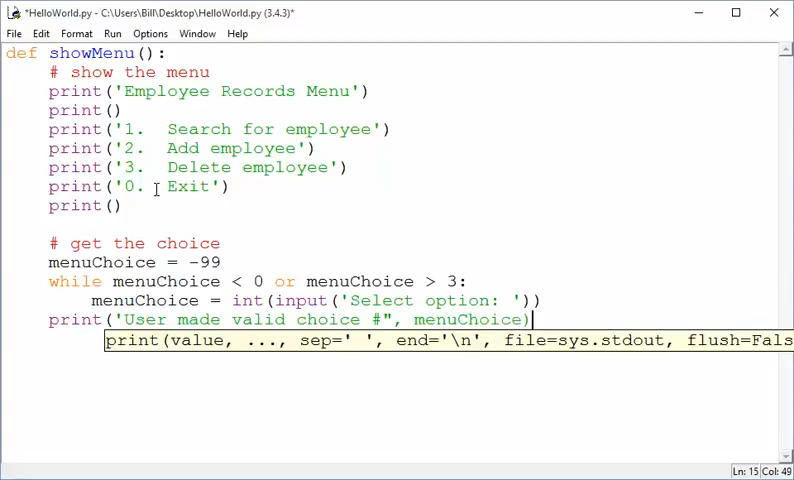 *HelloWorld.py - C:\Users\Bill\Desktop\HelloWorld.py (3.4.3)*
File Edit Format Run Options Window Help
def showMenu():
    # show the menu
    print('Employee Records Menu')
    print()
    print('1.  Search for employee')
    print('2.  Add employee')
    print('3.  Delete employee')
    print('0.  Exit')
    print()
    # get the choice
    menuChoice = -99
    while menuChoice < 0 or menuChoice > 3:
        menuChoice = int(input('Select option: '))
    print('User made valid choice #", menuChoice)
print(value, ..., sep=' ', end='\n', file=sys.stdout, flush=Fals
Ln: 15 Col: 49